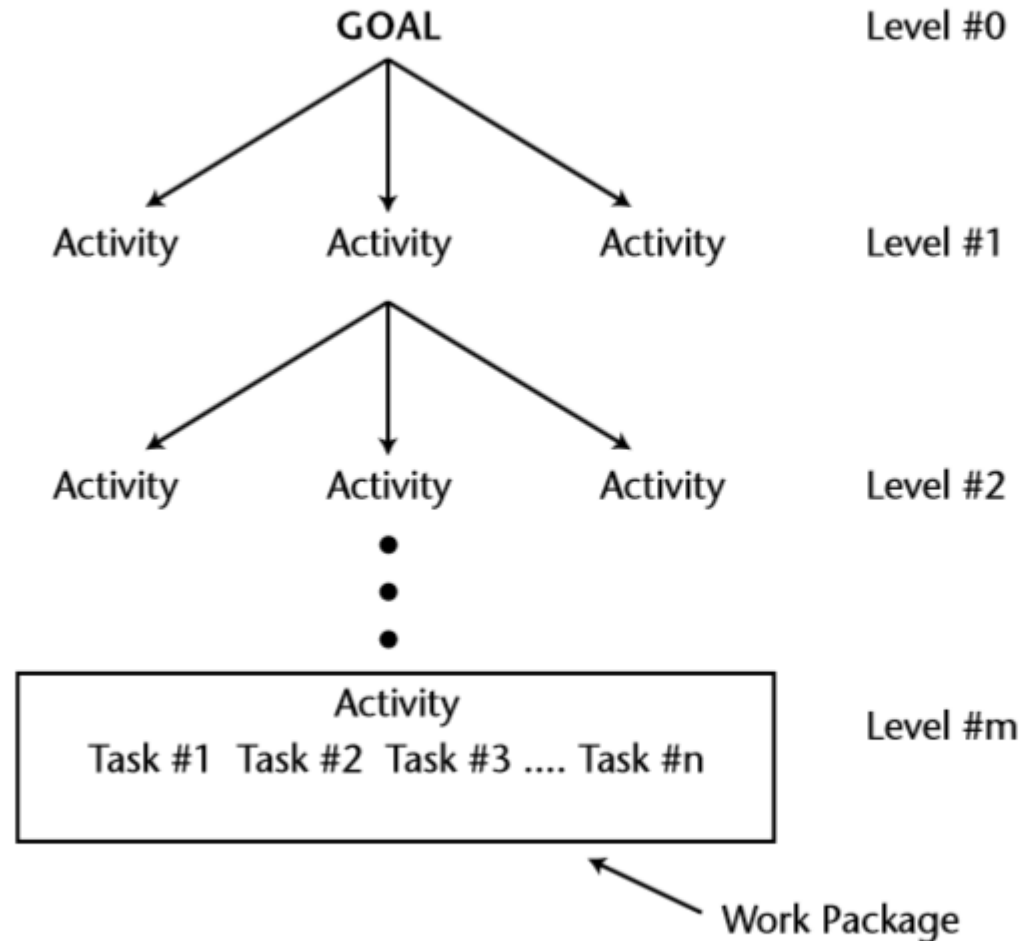 GOAL Level #0
Activity Activity Activity Level #1
Activity Activity Activity Level #2
Activity
Level #m
Task #1 Task #2 Task #3 .... Task #n
Work Package